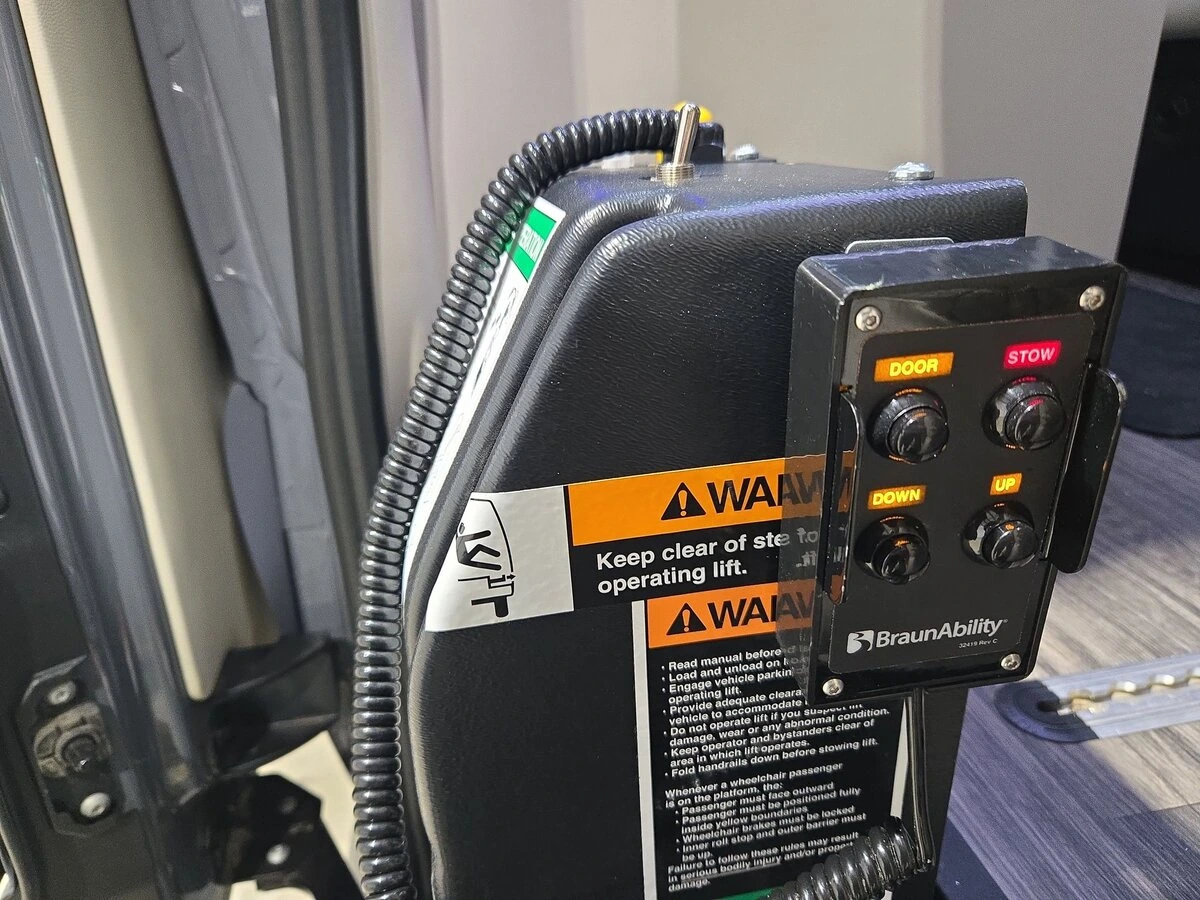 DOOR
STOW
DOWN
UP
BraunAbility
32419 Rev C
Keep clear of ste
operating lift.
• Read manual before
• Load and unload on
• Engage vehicle parkin
operating lift.
• Provide adequate cleara
vehicle to accommodate
• Do not operate lift if you suspect lift
damage, wear or any abnormal condition.
• Keep operator and bystanders clear of
area in which lift operates.
• Fold handrails down before stowing lift.
Whenever a wheelchair passenger
is on the platform, the:
• Passenger must face outward
• Passenger must be positioned fully
inside yellow boundaries
• Wheelchair brakes must be locked
• Inner roll stop and outer barrier must
be up.
Failure to follow these rules may result
in serious bodily injury and/or property
damage.